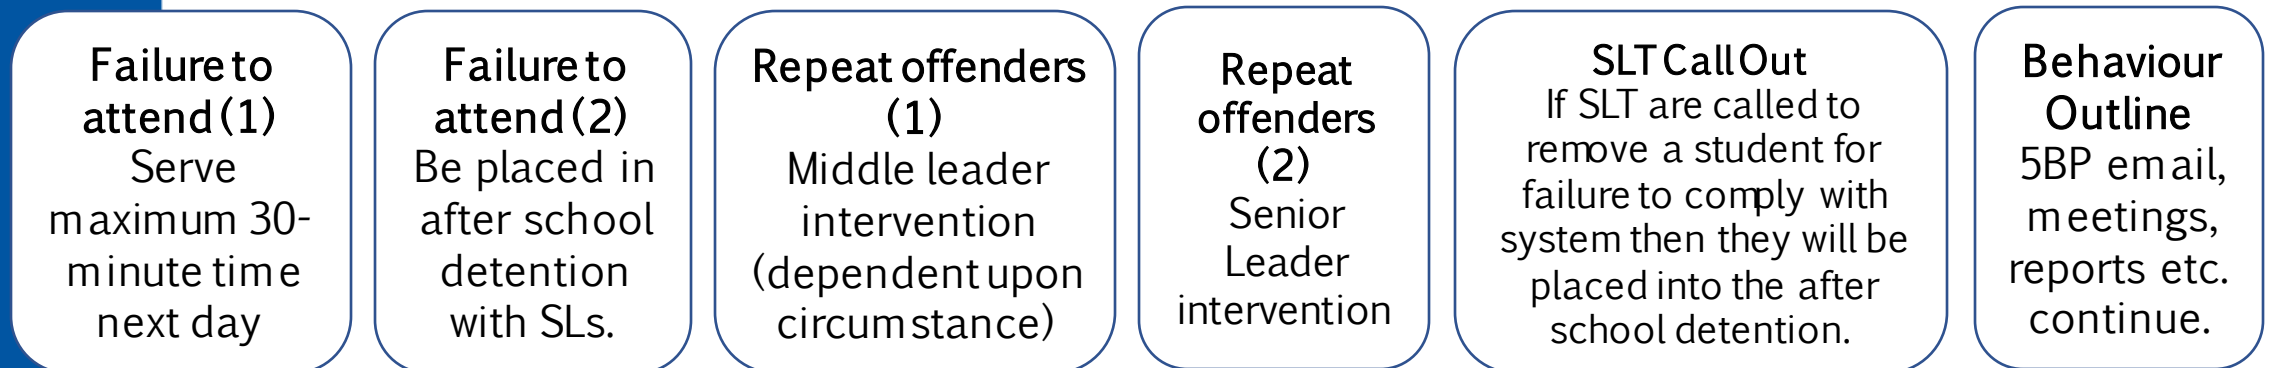 Failure to
attend (1)
Serve
maximum 30-
minute time
next day
Failure to
attend (2)
Be placed in
after school
detention
with SLs.
Repeat offenders
(1)
Middle leader
intervention
(dependent upon
circumstance)
Repeat
offenders
(2)
Senior
Leader
intervention
SLT Call Out
If SLT are called to
remove a student for
failure to comply with
system then they will be
placed into the after
school detention.
Behaviour
Outline
5BP email,
meetings,
reports etc.
continue.